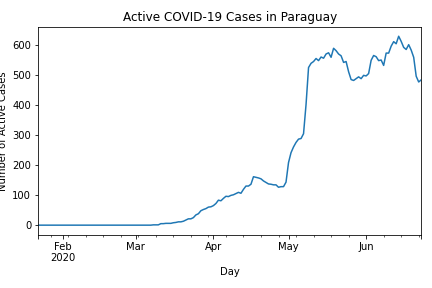 Active COVID-19 Cases in Paraguay
Number of Active Cases
600
500
400
300
200
100
0
Feb
2020
Mar
Apr
May
Jun
Day